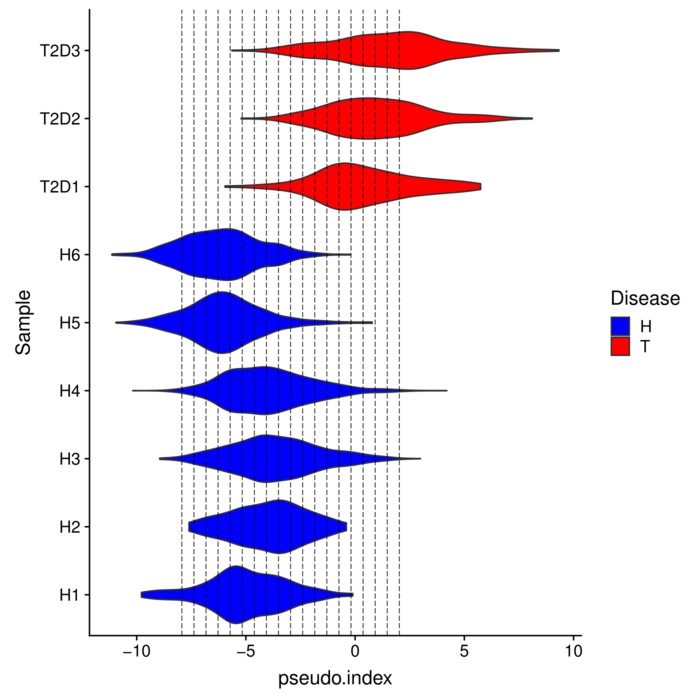 T2D3
T2D2
T2D1
H6
H5
H4
H3
H2
H1
Sample
−10
−5
0
5
10
pseudo.index
Disease
H
T